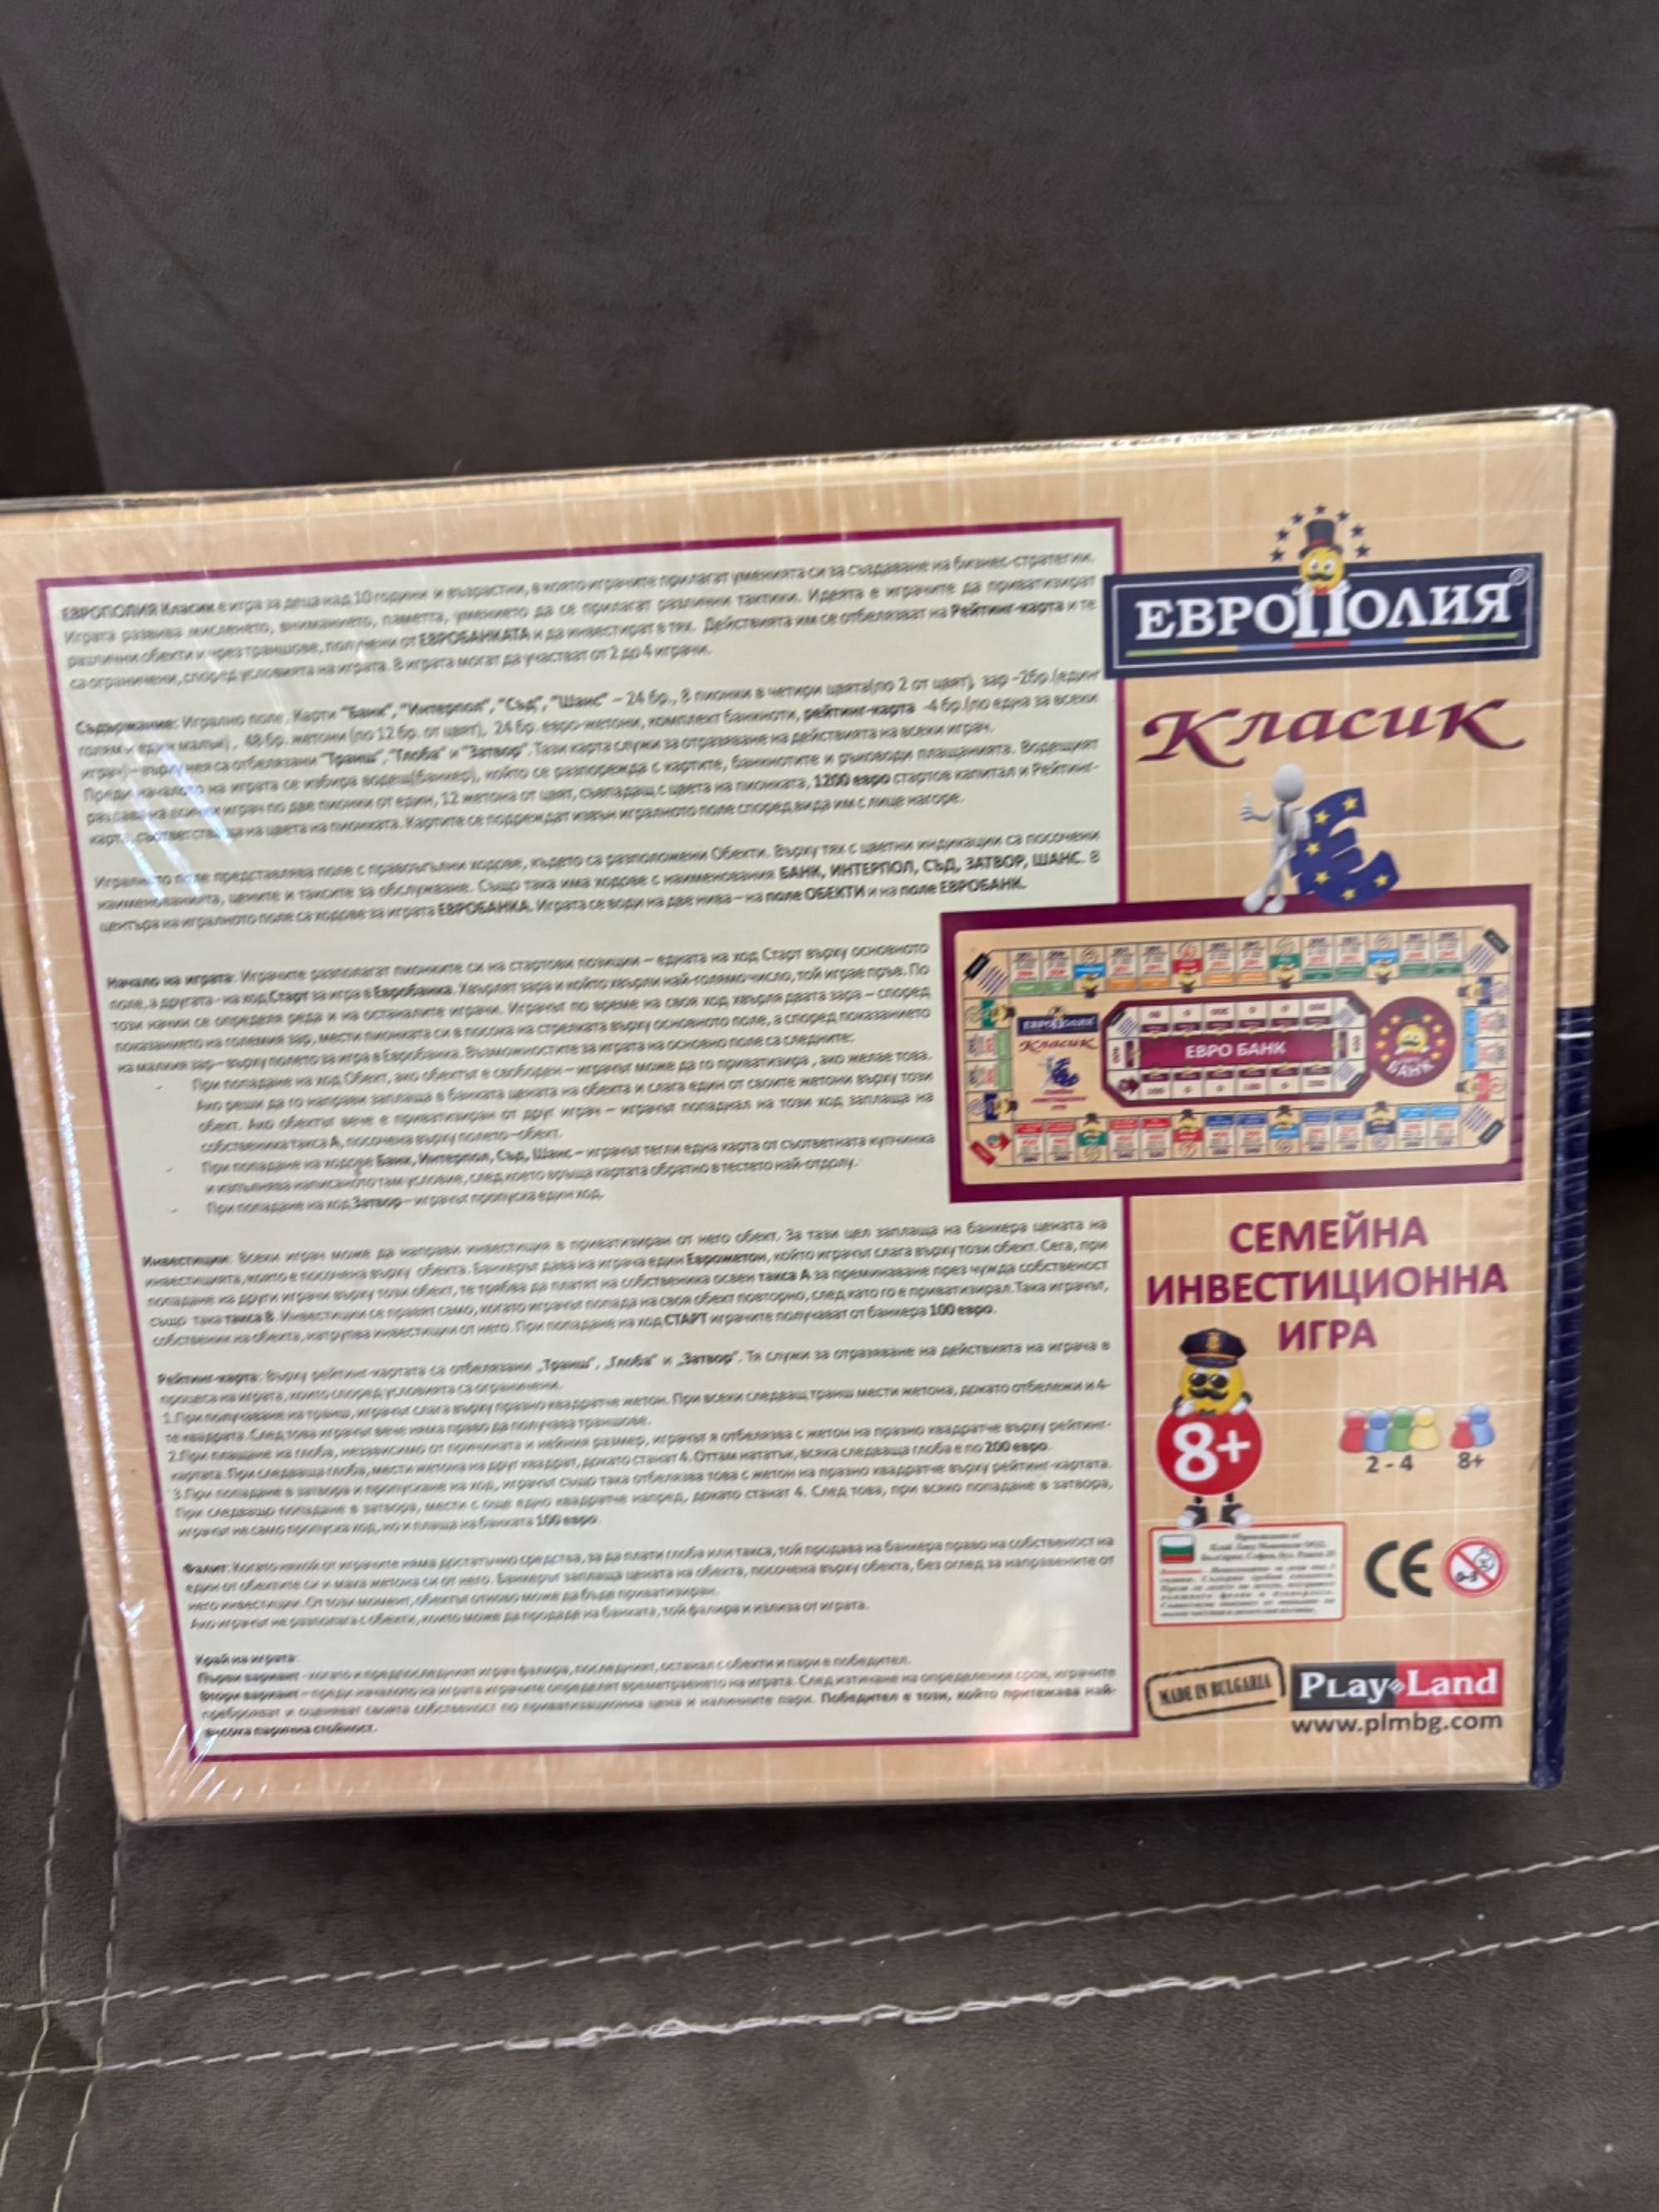 ЕВРОПОЛИЯ Класик е игра за деца над 10 години и възрастни, в която играчите прилагат уменията си за създаване на бизнес-стратегии.
Играта развива мисленето, вниманието, паметта, умението да се прилагат различни тактики. Идеята е играчите да приватизират
различни обекти и чрез траншове, получени от ЕВРОБАНКАТА и да инвестират в тях. Действията им се отбелязват на Рейтинг-карта и те
са ограничени, според условията на играта. В играта могат да участват от 2 до 4 играчи.
Съдържание: Игрално поле, Карти "Банк", "Интерпол", "Съд", "Шанс" – 24 бр., 8 пионки в четири цвята(по 2 от цвят), зар -2бр.(един
голям и един малък) , 48 бр. жетони (по 12 бр. от цвят), 24 бр. евро-жетони, комплект банкноти, рейтинг-карта -4 бр.(по една за всеки
играч) – върху нея са отбелязани "Транш", "Глоба" и "Затвор". Тази карта служи за отразяване на действията на всеки играч.
Преди началото на играта се избира водещ(банкер), който се разпорежда с картите, банкнотите и ръководи плащанията. Водещият
раздава на всички играч по две пионки от един, 12 жетона от цвят, съвпадащ с цвета на пионката, 1200 евро стартов капитал и Рейтинг-
карта, съответстваща на цвета на пионката. Картите се подреждат извън игралното поле според вида им с лице нагоре.
Игралното поле представлява поле с правоъгълни ходове, където са разположени Обекти. Върху тях с цветни индикации са посочени
наименованията, цените и таксите за обслужване. Също така има ходове с наименования БАНК, ИНТЕРПОЛ, СЪД, ЗАТВОР, ШАНС. В
центъра на игралното поле са ходове за играта ЕВРОБАНКА. Играта се води на две нива – на поле ОБЕКТИ и на поле ЕВРОБАНК.
Начало на играта: Играчите разполагат пионките си на стартови позиции – едната на ход Старт върху основното
поле, а другата - на ход Старт за игра в Евробанка. Хвърлят зара и който хвърли най-голямо число, той играе пръв. По
този начин се определя реда и на останалите играчи. Играчът по време на своя ход хвърля двата зара – според
показанието на големия зар, мести пионката си в посока на стрелката върху основното поле, а според показанието
на малкия зар – върху полето за игра в Евробанка. Възможностите за играта на основно поле са следните:
- При попадане на ход Обект, ако обектът е свободен – играчът може да го приватизира , ако желае това.
Ако реши да го направи заплаща в банката цената на обекта и слага един от своите жетони върху този
обект. Ако обектът вече е приватизиран от друг играч – играчът попаднал на този ход заплаща на
собственика такса А, посочена върху полето–обект.
- При попадане на ходове Банк, Интерпол, Съд, Шанс – играчът тегли една карта от съответната купчинка
и изпълнява написаното там условие, след което връща картата обратно в тестето най-отдолу.
- При попадане на ход Затвор – играчът пропуска един ход.
Инвестиции: Всеки играч може да направи инвестиция в приватизиран от него обект. За тази цел заплаща на банкера цената на
инвестицията, която е посочена върху обекта. Банкерът дава на играча един Еврожетон, който играчът слага върху този обект. Сега, при
попадане на други играчи върху този обект, те трябва да платят на собственика освен такса А за преминаване през чужда собственост
също така такса В. Инвестиции се правят само, когато играчът попада на своя обект повторно, след като го е приватизирал. Така играчът,
собственик на обекта, натрупва инвестиции от него. При попадане на ход СТАРТ играчите получават от банкера 100 евро.
Рейтинг-карта: Върху рейтинг-картата са отбелязани „Транш", „Глоба" и „Затвор". Тя служи за отразяване на действията на играча в
процеса на играта, които според условията са ограничени.
1.При получаване на транш, играчът слага върху празно квадратче жетон. При всеки следващ транш мести жетона, докато отбележи и 4-
те квадрата. След това играчът вече няма право да получава траншове.
2.При плащане на глоба, независимо от причината и нейния размер, играчът я отбелязва с жетон на празно квадратче върху рейтинг-
картата. При следваща глоба, мести жетона на друг квадрат, докато станат 4. Оттам нататък, всяка следваща глоба е по 200 евро.
3.При попадане в затвора и пропускане на ход, играчът също така отбелязва това с жетон на празно квадратче върху рейтинг-картата.
При следващо попадане в затвора, мести с още едно квадратче напред, докато станат 4. След това, при всяко попадане в затвора,
играчът не само пропуска ход, но и плаща на банката 100 евро.
Фалит: Когато някой от играчите няма достатъчно средства, за да плати глоба или такса, той продава на банкера право на собственост на
един от обектите си и маха жетона си от него. Банкерът заплаща цената на обекта, посочена върху обекта, без оглед за направените от
него инвестиции. От този момент, обектът отново може да бъде приватизиран.
Ако играчът не разполага с обекти, които може да продаде на банката, той фалира и излиза от играта.
Край на играта:
Първи вариант - когато и предпоследният играч фалира, последният, останал с обекти и пари е победител.
Втори вариант – преди началото на играта играчите определят времетраенето на играта. След изтичане на определения срок, играчите
преброяват и оценяват своята собственост по приватизационна цена и наличните пари. Победител е този, който притежава най-
висока парична стойност.
ЕВРОПОЛИЯ®
Класик
ЕВРОПОЛИЯ
Класик
ЕВРО БАНК
БАНК
СЕМЕЙНА
ИНВЕСТИЦИОННА
ИГРА
8+
2 - 4
8+
CE
0-3
MADE IN BULGARIA
PLay Land
www.plmbg.com